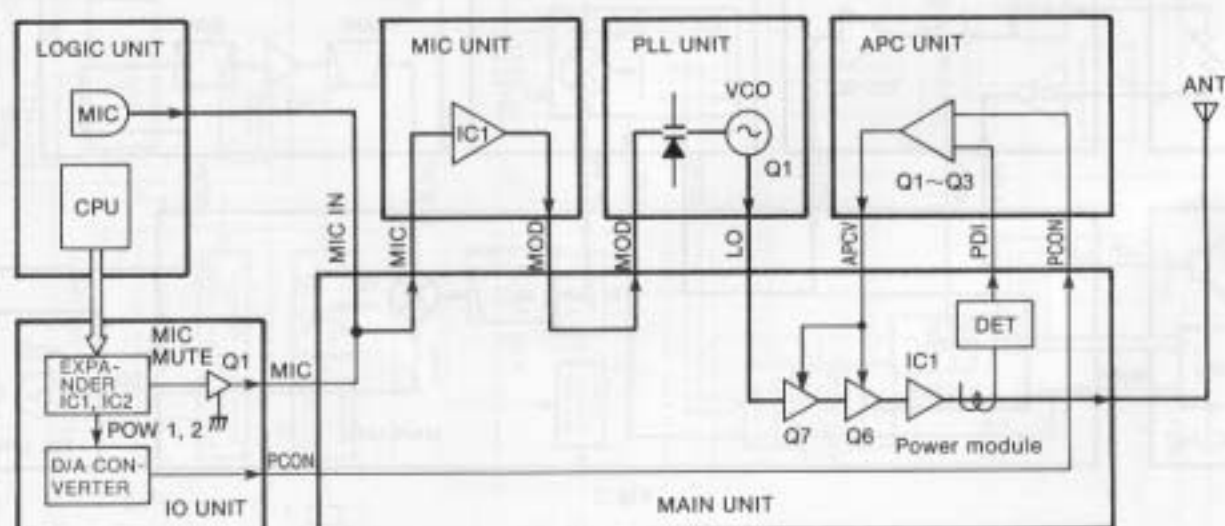 LOGIC UNIT
MIC
CPU
MIC UNIT
IC1
PLL UNIT
VCO
Q1
APC UNIT
Q1~Q3
ANT
MIC IN
MIC
MOD
MOD
LO
APCV
PDI
PCON
MIC
MUTE
Q1
MIC
EXPA-
NDER
IC1, IC2
POW 1, 2
D/A CON-
VERTER
IO UNIT
PCON
DET
IC1
Q7
Q6
Power module
MAIN UNIT